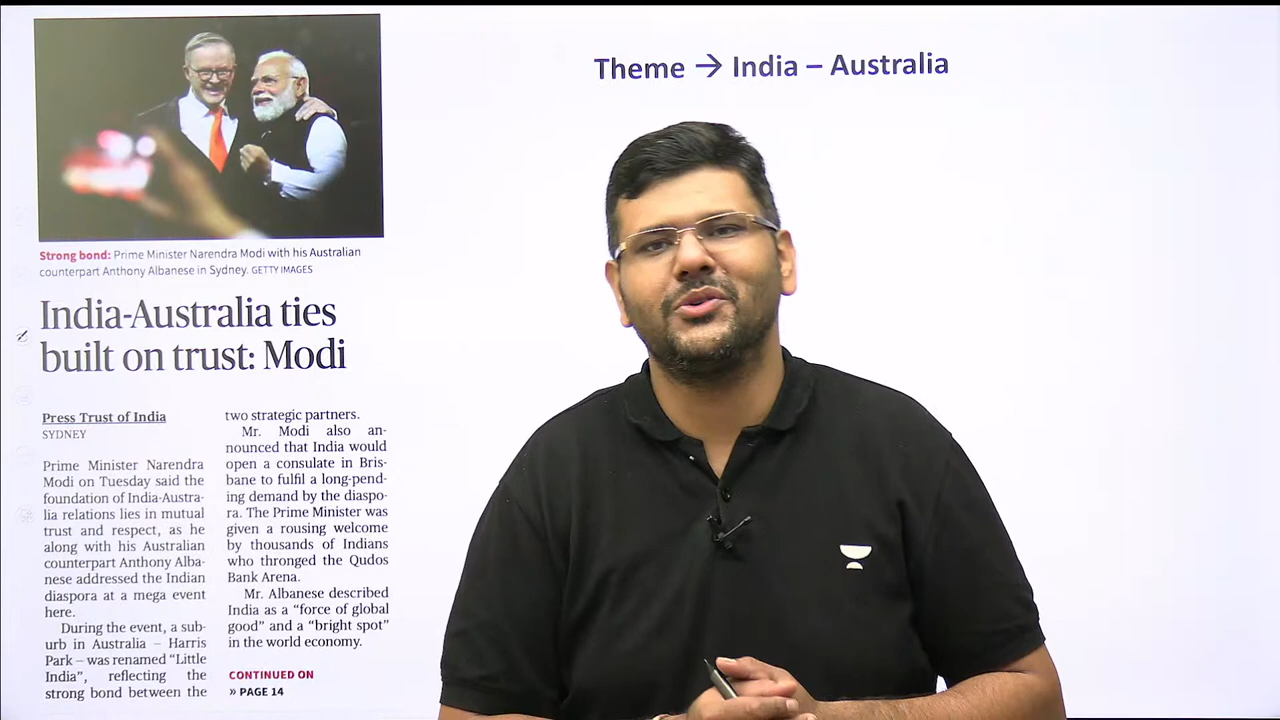 Theme → India – Australia
Strong bond: Prime Minister Narendra Modi with his Australian
counterpart Anthony Albanese in Sydney. GETTY IMAGES
India-Australia ties
built on trust: Modi
Press Trust of India
SYDNEY
Prime Minister Narendra
Modi on Tuesday said the
foundation of India-Austra-
lia relations lies in mutual
trust and respect, as he
along with his Australian
counterpart Anthony Alba-
nese addressed the Indian
diaspora at a mega event
here.
During the event, a sub-
urb in Australia – Harris
Park – was renamed “Little
India”, reflecting the
strong bond between the
two strategic partners.
Mr. Modi also an-
nounced that India would
open a consulate in Bris-
bane to fulfil a long-pend-
ing demand by the diaspo-
ra. The Prime Minister was
given a rousing welcome
by thousands of Indians
who thronged the Qudos
Bank Arena.
Mr. Albanese described
India as a “force of global
good” and a “bright spot”
in the world economy.
CONTINUED ON
» PAGE 14